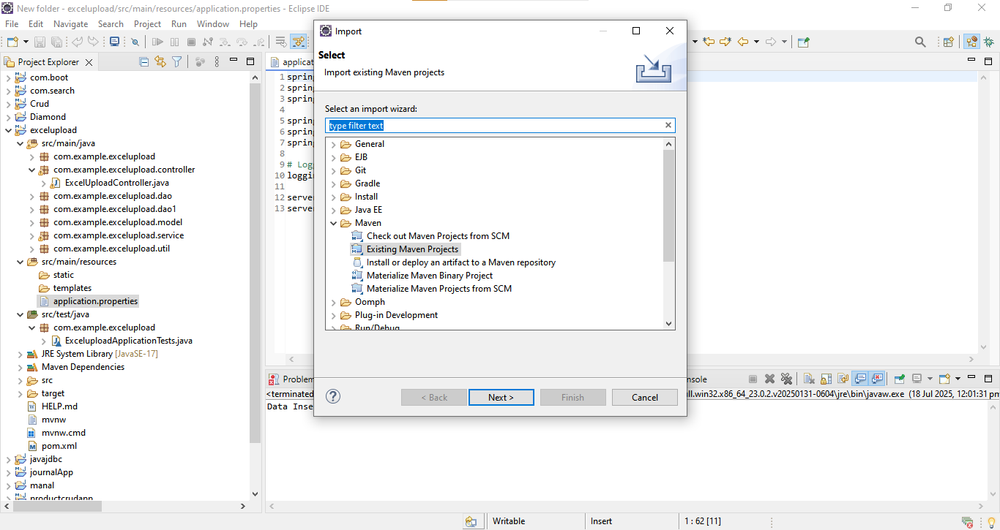 New folder - excelupload/src/main/resources/application.properties - Eclipse IDE
File Edit Navigate Search Project Run Window Help
Project Explorer
com.boot
com.search
Crud
Diamond
excelupload
src/main/java
com.example.excelupload
com.example.excelupload.controller
ExcelUploadController.java
com.example.excelupload.dao
com.example.excelupload.dao1
com.example.excelupload.model
com.example.excelupload.service
com.example.excelupload.util
src/main/resources
static
templates
application.properties
src/test/java
com.example.excelupload
ExceluploadApplicationTests.java
JRE System Library [JavaSE-17]
Maven Dependencies
src
target
HELP.md
mvnw
mvnw.cmd
pom.xml
javajdbc
journalApp
manal
productcrudapp
applicat
1 spring
2 spring
3 spring
4
5 spring
6 spring
7 spring
8
9 # Log
10 loggi
11
12 server
13 server
Import
Select
Import existing Maven projects
Select an import wizard:
type filter text
General
EJB
Git
Gradle
Install
Java EE
Maven
Check out Maven Projects from SCM
Existing Maven Projects
Install or deploy an artifact to a Maven repository
Materialize Maven Binary Project
Materialize Maven Projects from SCM
Oomph
Plug-in Development
Run/Debug
< Back
Next >
Finish
Cancel
Problem
nsole
<terminated
ll.win32.x86_64_23.0.2.v20250131-0604\jre\bin\javaw.exe (18 Jul 2025, 12:01:31 pm
Data Inse
Writable
Insert
1 : 62 [11]